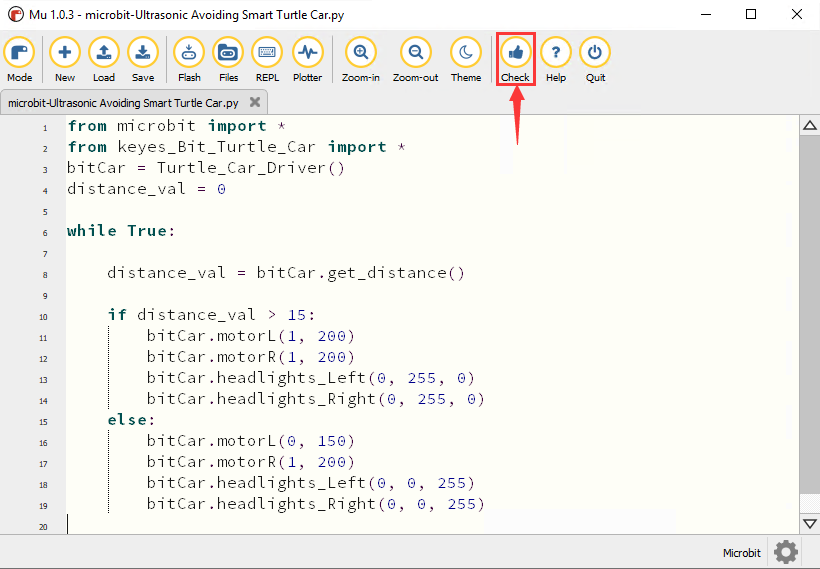 Mu 1.0.3 - microbit-Ultrasonic Avoiding Smart Turtle Car.py
Mode New Load Save Flash Files REPL Plotter Zoom-in Zoom-out Theme Check Help Quit
microbit-Ultrasonic Avoiding Smart Turtle Car.py
1 from microbit import *
2 from keyes_Bit_Turtle_Car import *
3 bitCar = Turtle_Car_Driver()
4 distance_val = 0
5
6 while True:
7
8 distance_val = bitCar.get_distance()
9
10 if distance_val > 15:
11 bitCar.motorL(1, 200)
12 bitCar.motorR(1, 200)
13 bitCar.headlights_Left(0, 255, 0)
14 bitCar.headlights_Right(0, 255, 0)
15 else:
16 bitCar.motorL(0, 150)
17 bitCar.motorR(1, 200)
18 bitCar.headlights_Left(0, 0, 255)
19 bitCar.headlights_Right(0, 0, 255)
20
Microbit